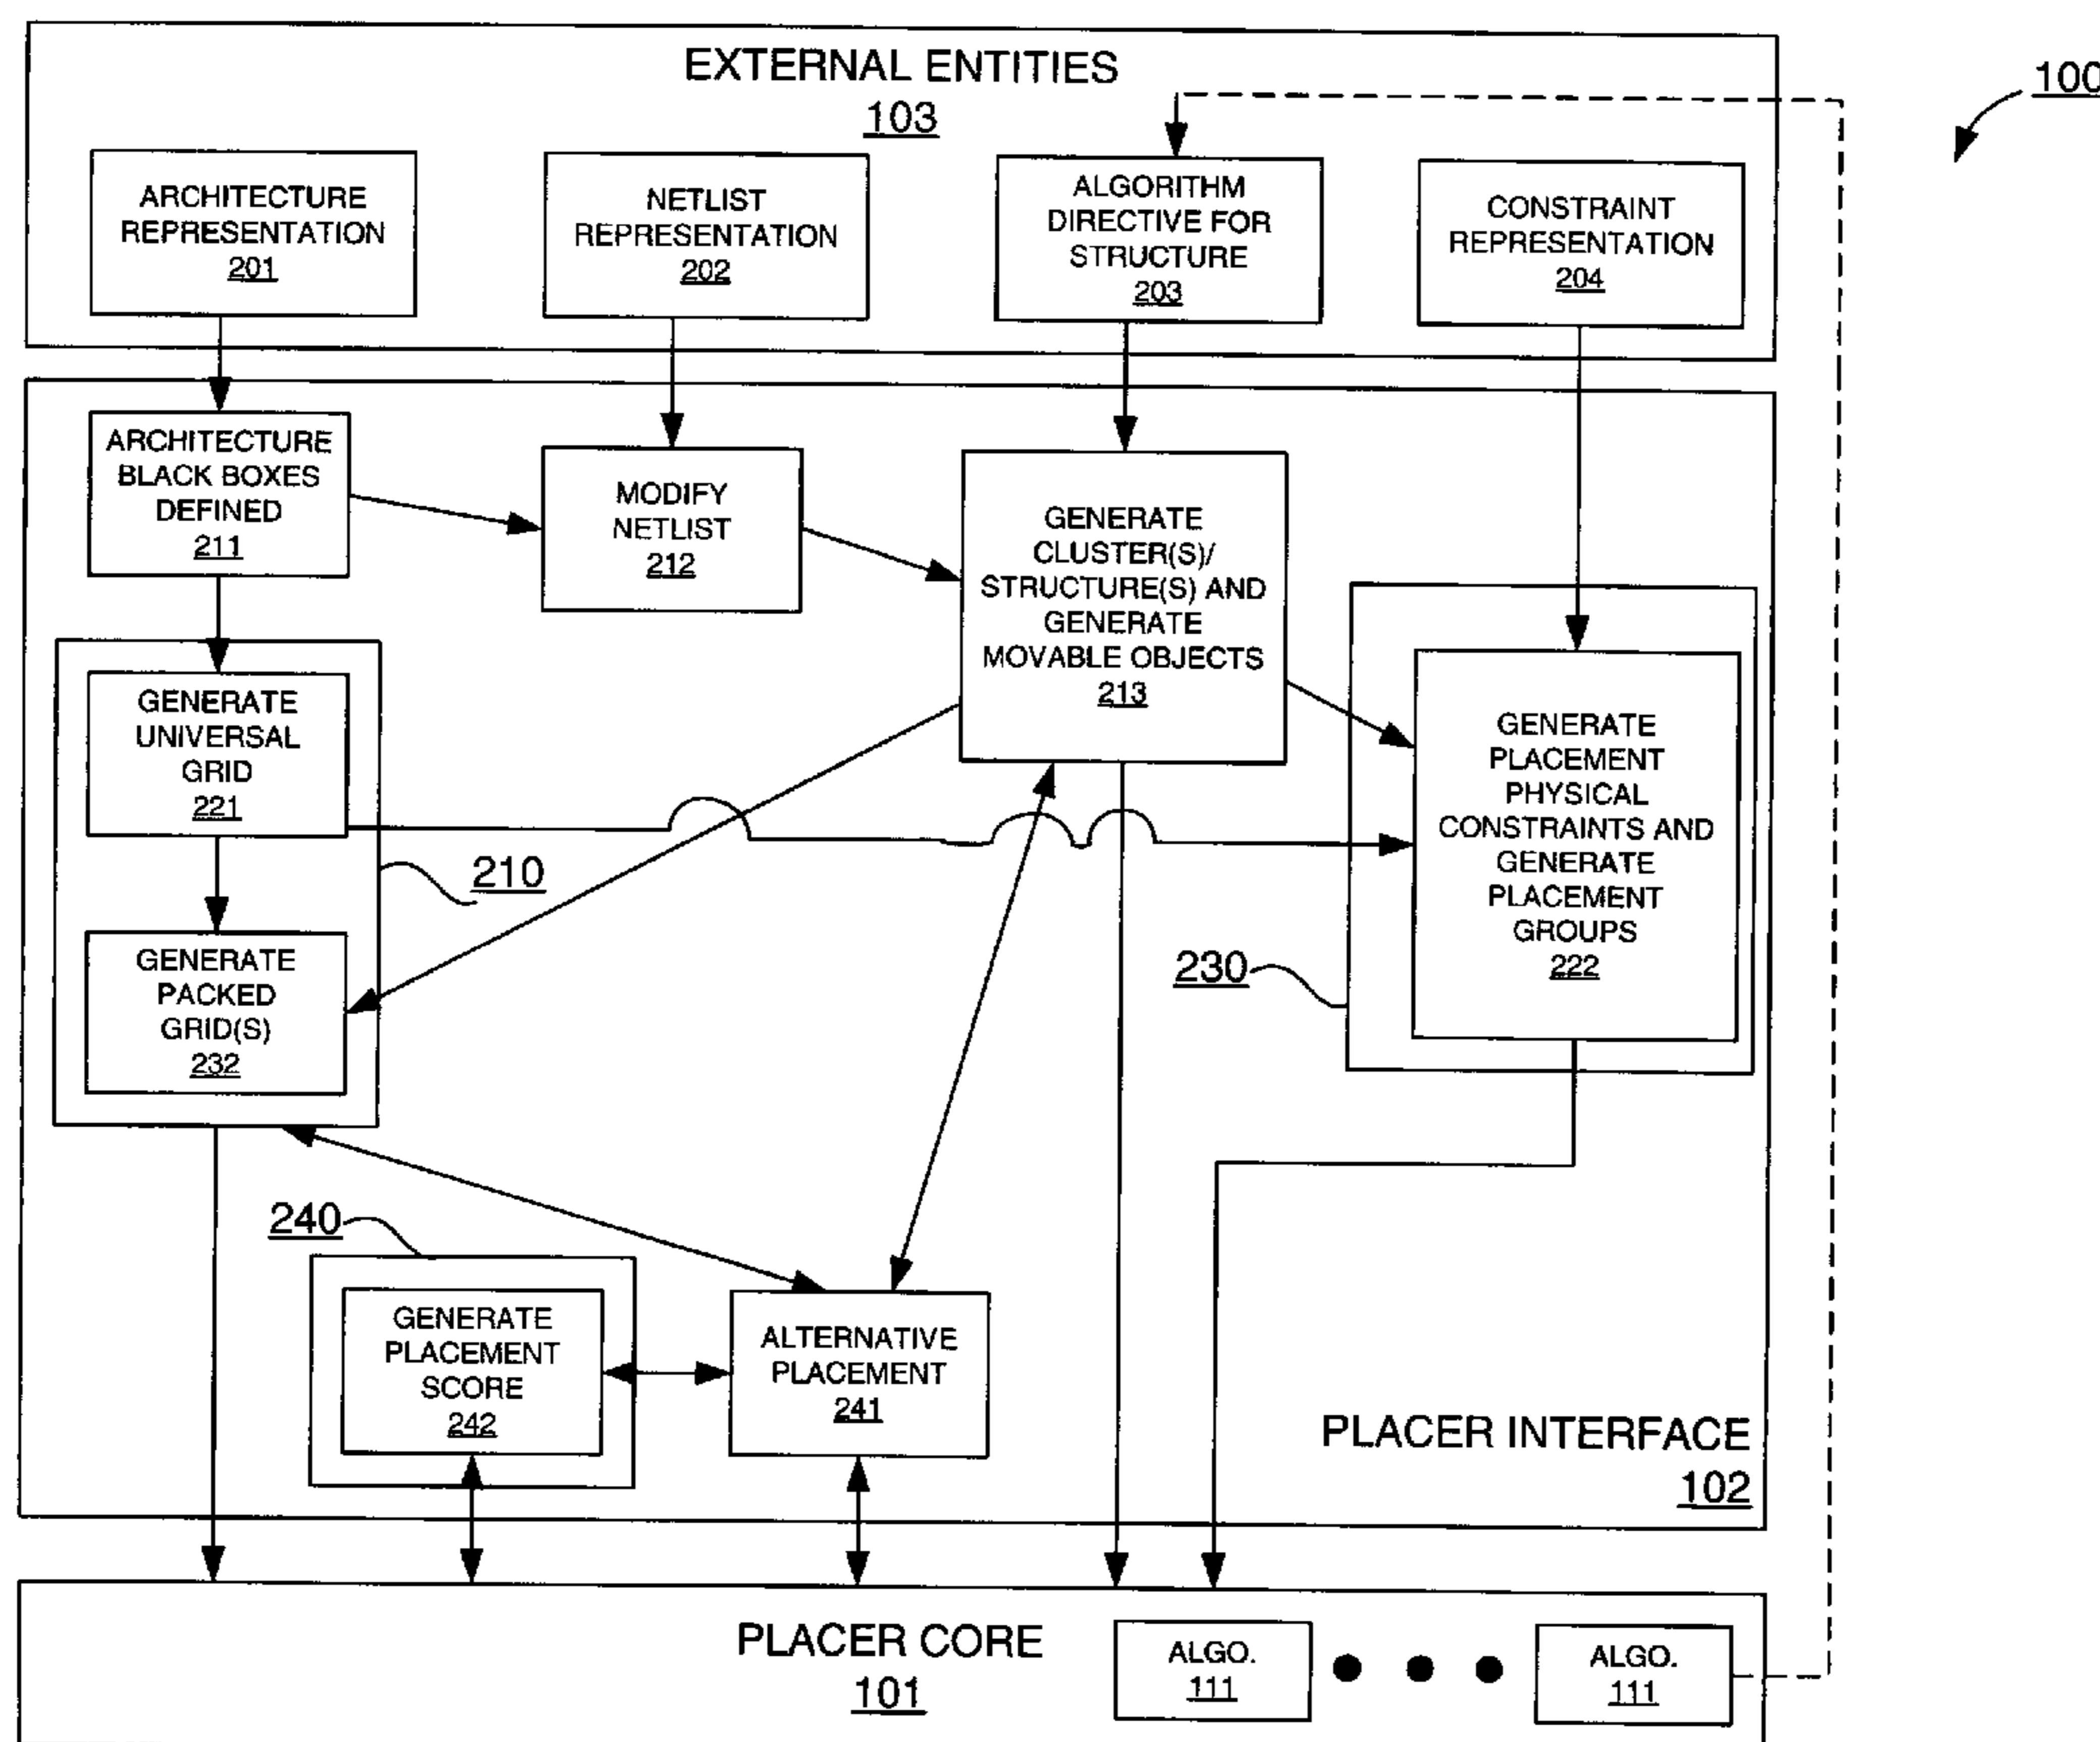 EXTERNAL ENTITIES
103
100
ARCHITECTURE
REPRESENTATION
201
NETLIST
REPRESENTATION
202
ALGORITHM
DIRECTIVE FOR
STRUCTURE
203
CONSTRAINT
REPRESENTATION
204
ARCHITECTURE
BLACK BOXES
DEFINED
211
MODIFY
NETLIST
212
GENERATE
CLUSTER(S)/
STRUCTURE(S) AND
GENERATE
MOVABLE OBJECTS
213
GENERATE
UNIVERSAL
GRID
221
210
GENERATE
PACKED
GRID(S)
232
GENERATE
PLACEMENT
PHYSICAL
CONSTRAINTS AND
GENERATE
PLACEMENT
GROUPS
222
230
240
GENERATE
PLACEMENT
SCORE
242
ALTERNATIVE
PLACEMENT
241
PLACER INTERFACE
102
PLACER CORE
101
ALGO.
111
ALGO.
111